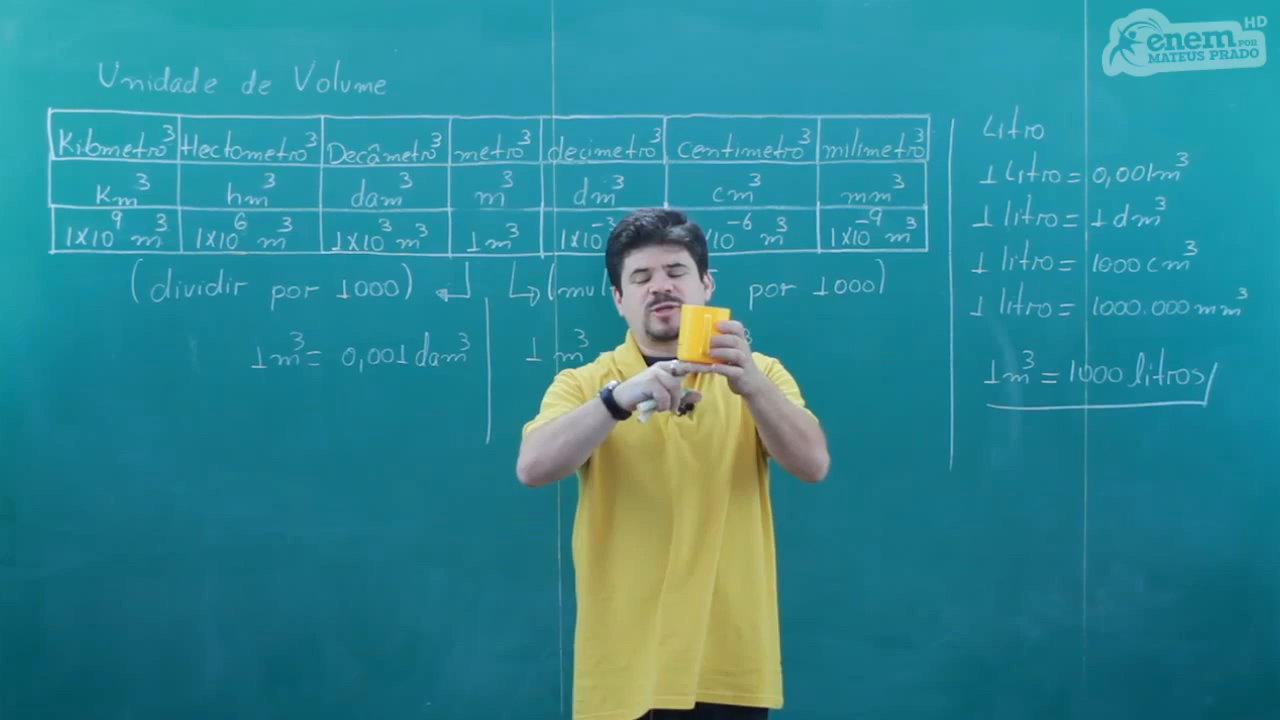 enem POR HD
MATEUS PRADO
Unidade de Volume
Kilometro³ Hectometro³ Decâmetro³ metro³ decimetro³ centimetro³ milimetro³
Km³ hm³ dam³ m³ dm³ cm³ mm³
1x10⁹ m³ 1x10⁶ m³ 1x10³ m³ 1m³ 1x10⁻³ x10⁻⁶ m³ 1x10⁻⁹ m³
(dividir por 1000) (mul por 1000)
1m³ = 0,001 dam³ 1 m³
Litro
1 Litro = 0,001m³
1 litro = 1 dm³
1 litro = 1000 cm³
1 litro = 1000.000 mm³
1m³ = 1000 litros/